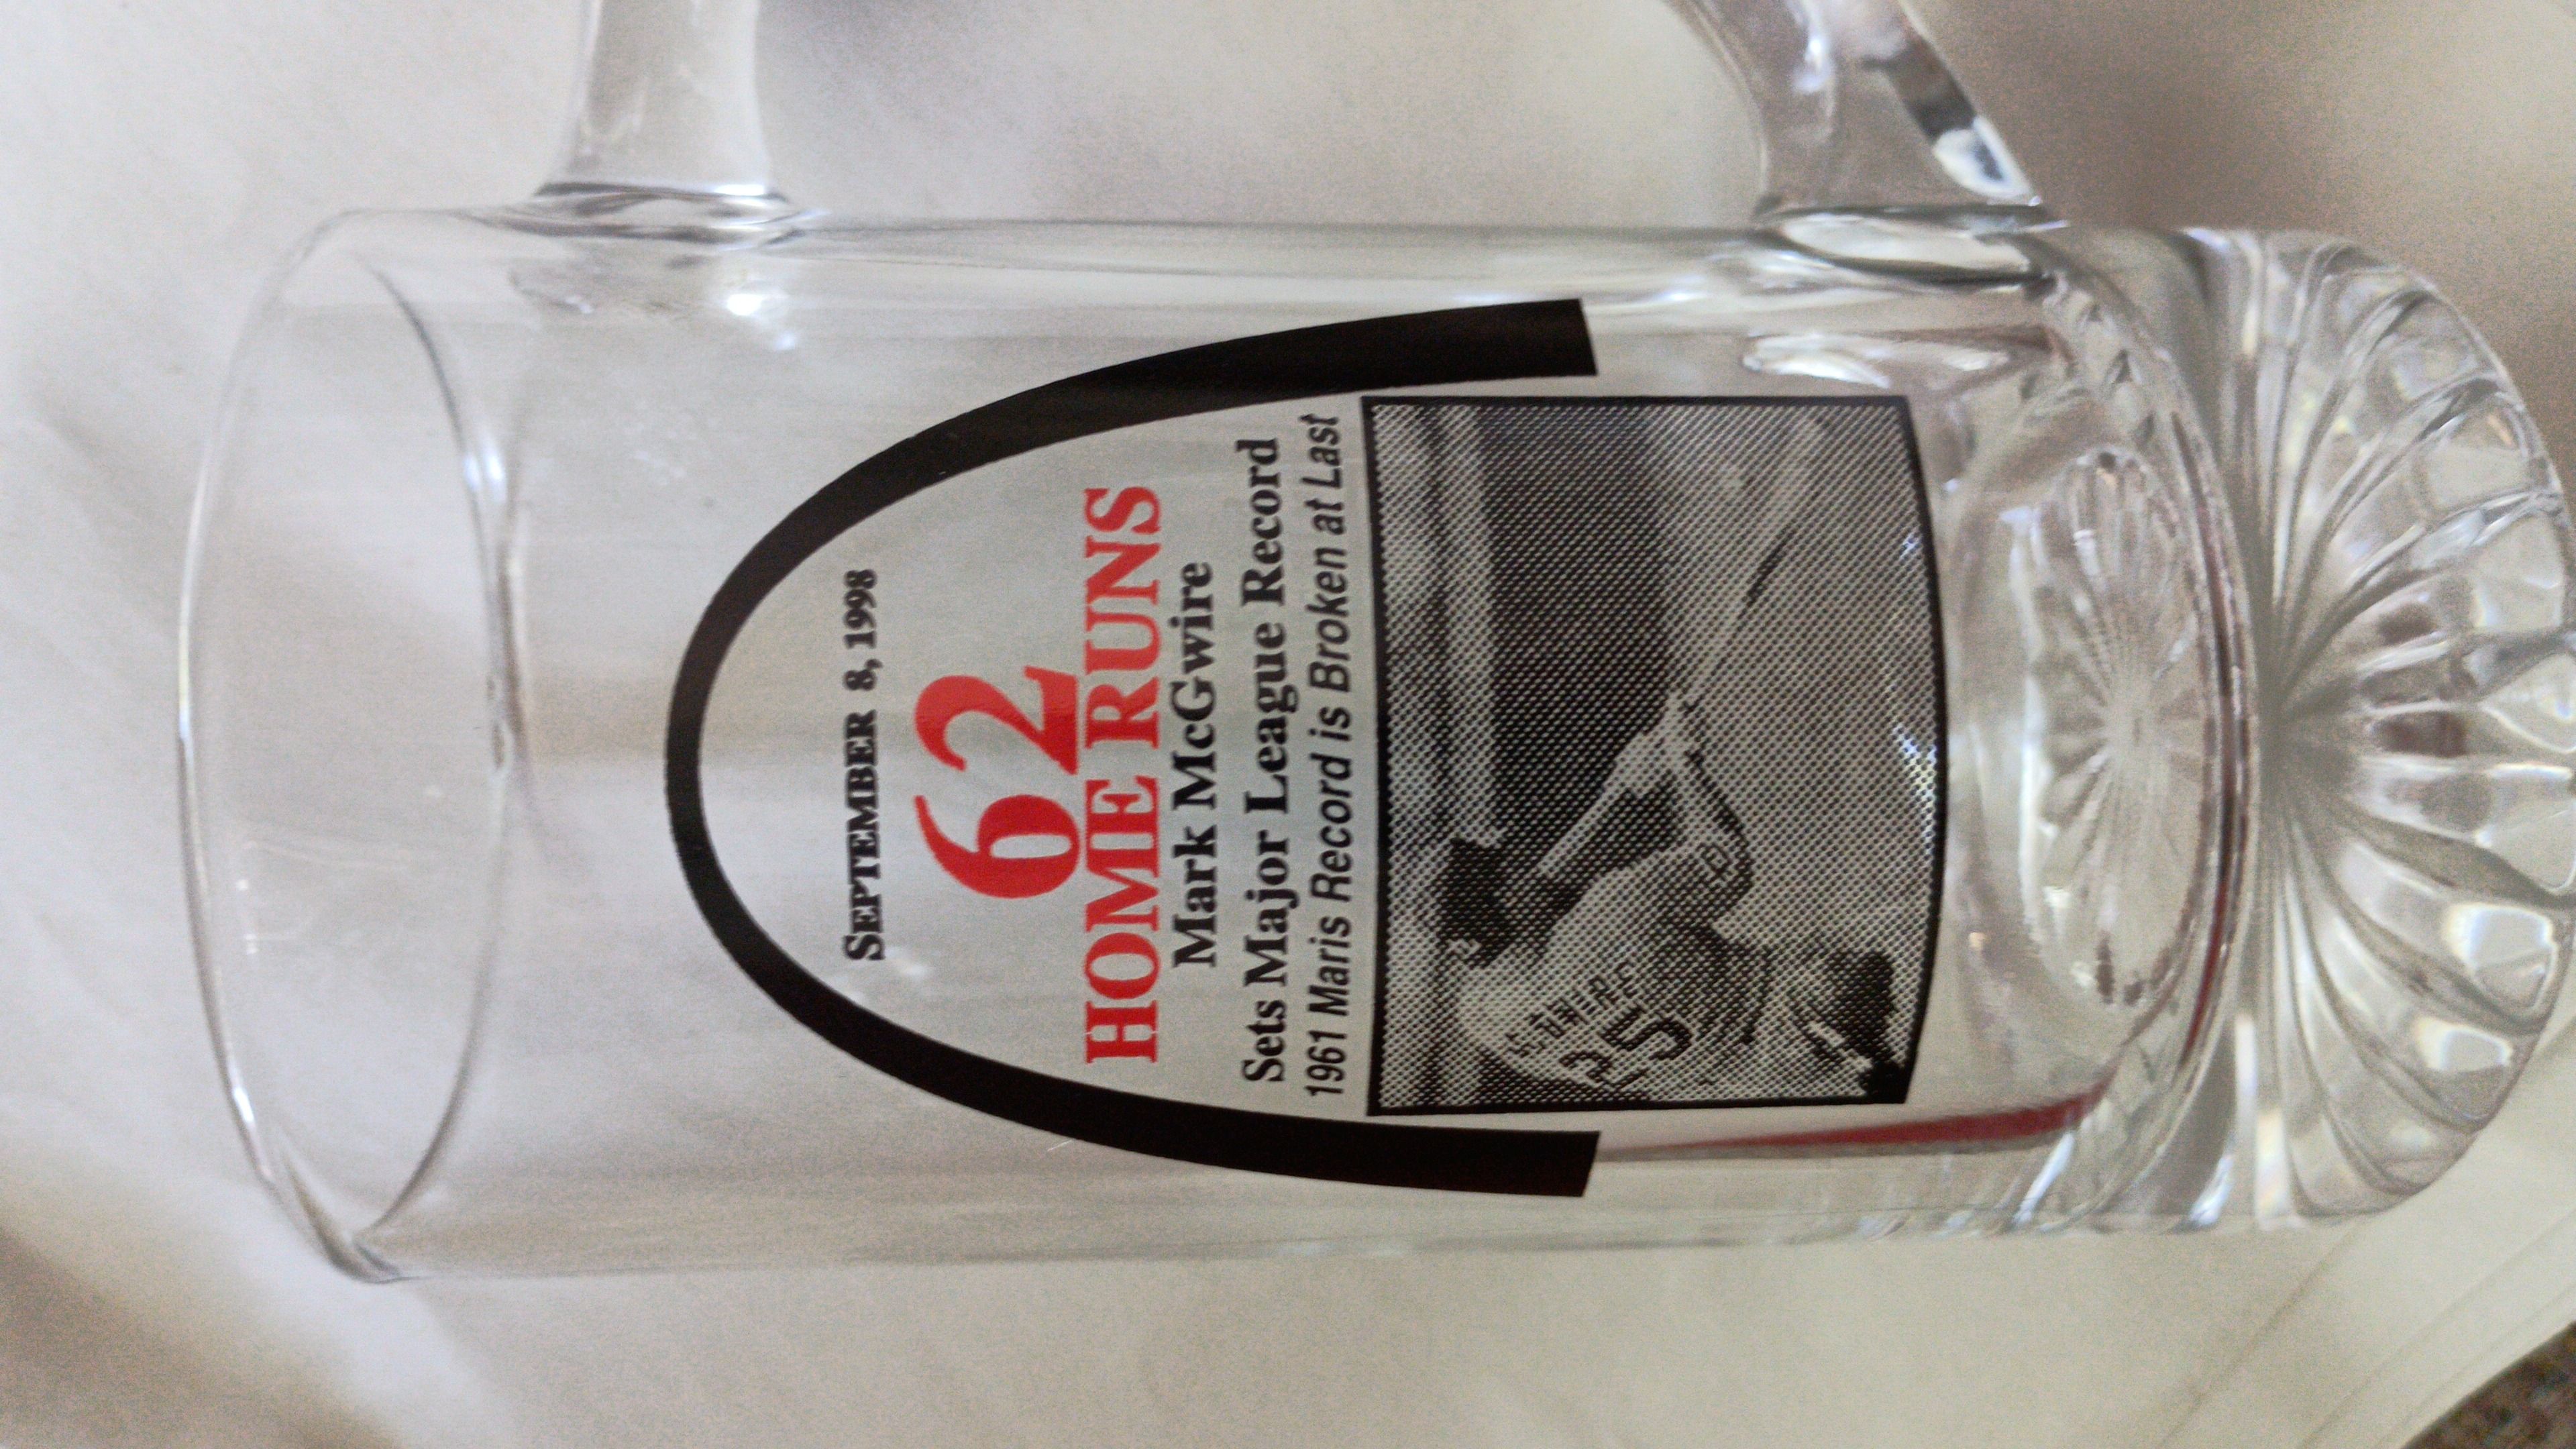 SEPTEMBER 8, 1998
62
HOME RUNS
Mark McGwire
Sets Major League Record
1961 Maris Record is Broken at Last
McGWIRE
25